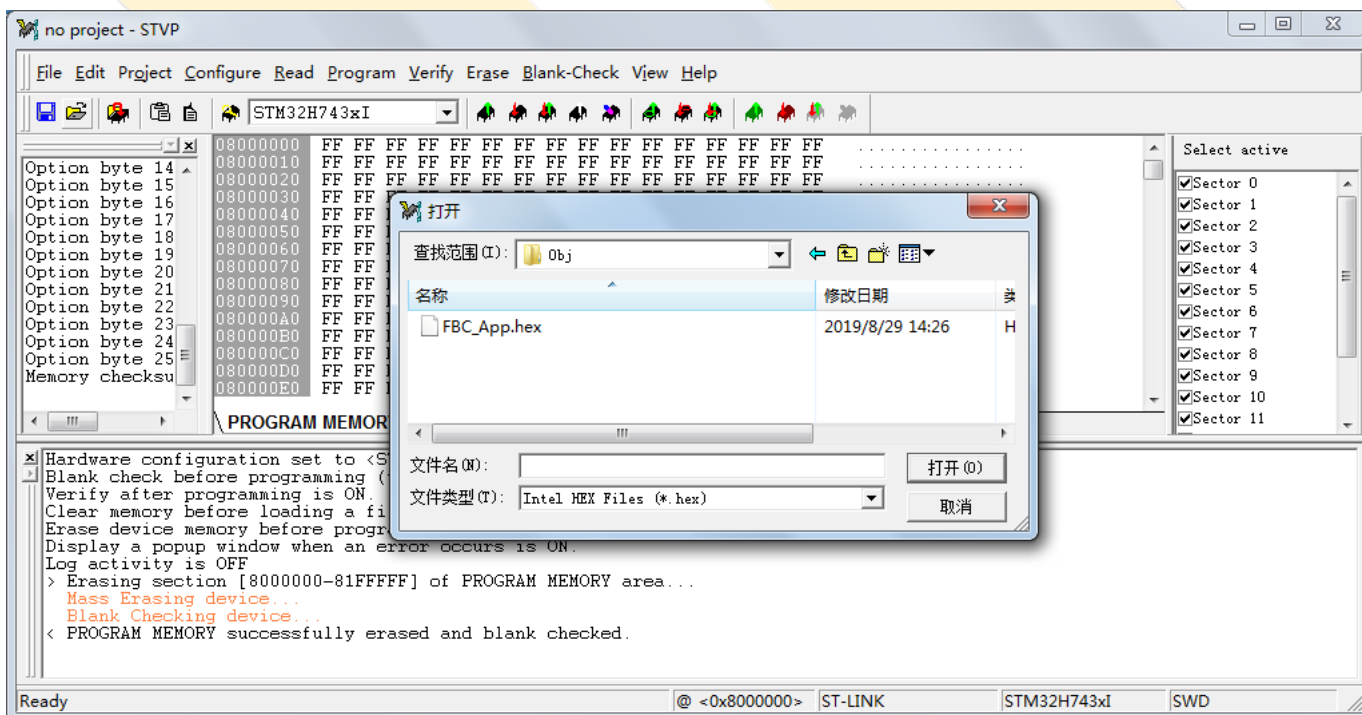 no project - STVP
File Edit Project Configure Read Program Verify Erase Blank-Check View Help
STM32H743xI
Option byte 14
Option byte 15
Option byte 16
Option byte 17
Option byte 18
Option byte 19
Option byte 20
Option byte 21
Option byte 22
Option byte 23
Option byte 24
Option byte 25
Memory checksu
08000000 FF FF FF FF FF FF FF FF FF FF FF FF FF FF FF FF ................
08000010 FF FF FF FF FF FF FF FF FF FF FF FF FF FF FF FF ................
08000020 FF FF FF FF FF FF FF FF FF FF FF FF FF FF FF FF ................
08000030 FF FF
08000040 FF FF
08000050 FF FF
08000060 FF FF
08000070 FF FF
08000080 FF FF
08000090 FF FF
080000A0 FF FF
080000B0 FF FF
080000C0 FF FF
080000D0 FF FF
080000E0 FF FF
PROGRAM MEMOR
Select active
Sector 0
Sector 1
Sector 2
Sector 3
Sector 4
Sector 5
Sector 6
Sector 7
Sector 8
Sector 9
Sector 10
Sector 11
打开
查找范围(I): Obj
名称 修改日期
FBC_App.hex 2019/8/29 14:26 H
文件名(N): 打开(O)
文件类型(T): Intel HEX Files (*.hex) 取消
Hardware configuration set to <S
Blank check before programming (
Verify after programming is ON.
Clear memory before loading a fi
Erase device memory before progr
Display a popup window when an error occurs is ON.
Log activity is OFF
> Erasing section [8000000-81FFFFF] of PROGRAM MEMORY area...
Mass Erasing device...
Blank Checking device...
< PROGRAM MEMORY successfully erased and blank checked.
Ready @ <0x8000000> ST-LINK STM32H743xI SWD